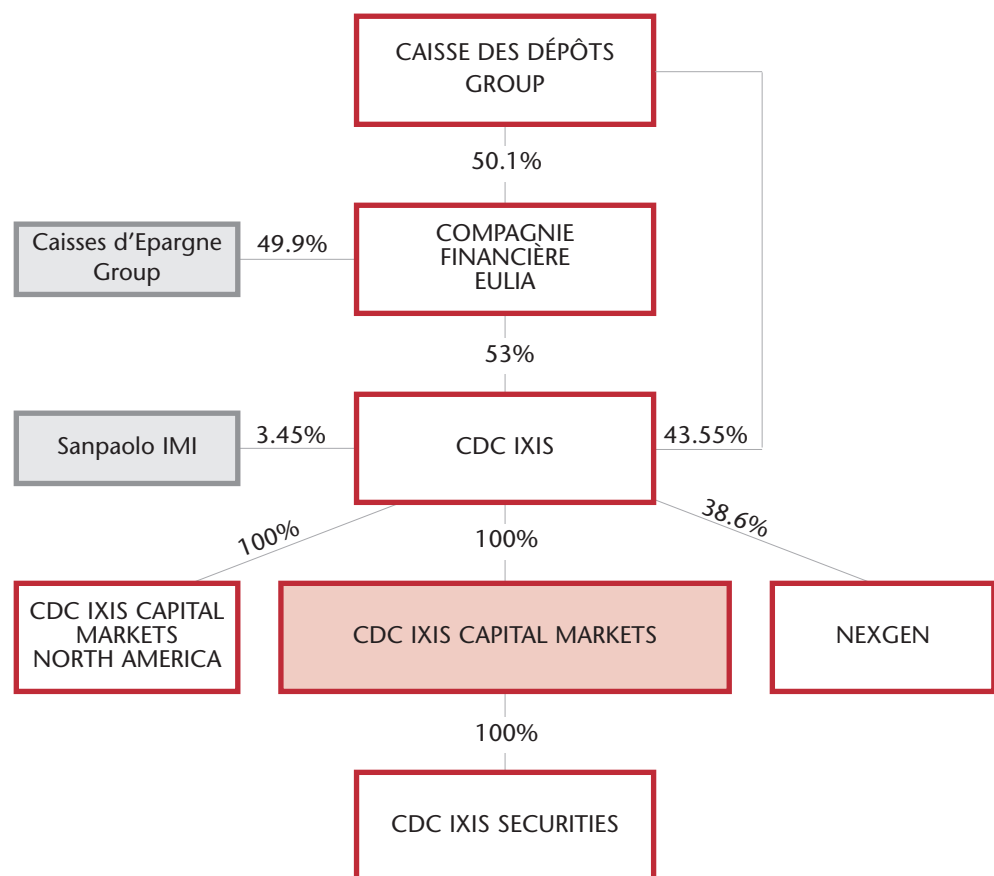 CAISSE DES DÉPÔTS
GROUP
50.1%
Caisses d’Epargne
Group
49.9%
COMPAGNIE
FINANCIÈRE
EULIA
53%
Sanpaolo IMI
3.45%
CDC IXIS
43.55%
100%
100%
38.6%
CDC IXIS CAPITAL
MARKETS
NORTH AMERICA
CDC IXIS CAPITAL MARKETS
NEXGEN
100%
CDC IXIS SECURITIES